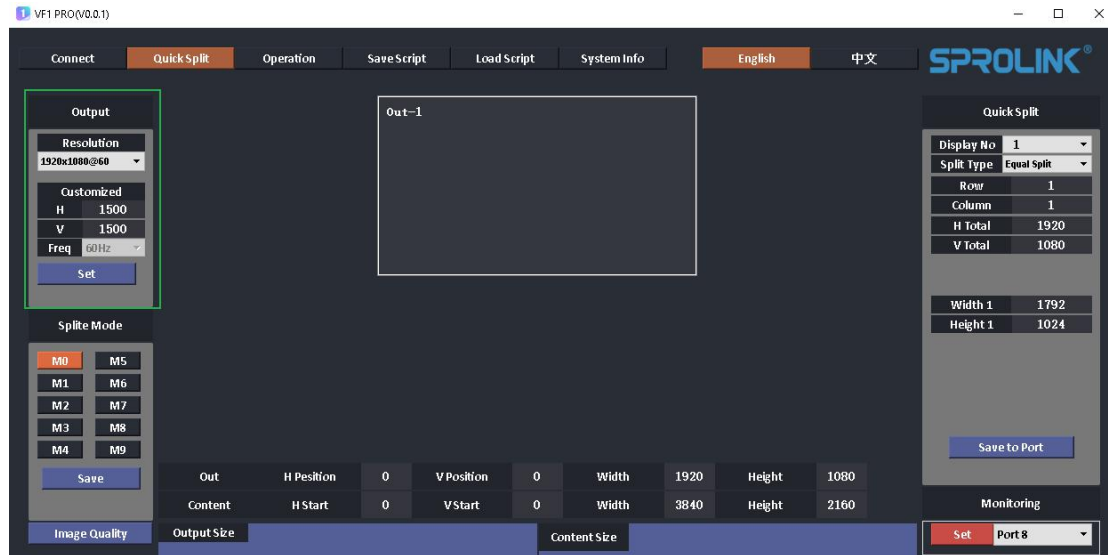 VF1 PRO(V0.0.1)
Connect Quick Split Operation Save Script Load Script System Info English 中文 SPROLINK®
Output
Resolution
1920x1080@60
Customized
H 1500
V 1500
Freq 60Hz
Set
Splite Mode
M0 M5
M1 M6
M2 M7
M3 M8
M4 M9
Save
Image Quality
Out-1
Out H Position 0 V Position 0 Width 1920 Height 1080
Content H Start 0 V Start 0 Width 3840 Height 2160
Output Size Content Size
Quick Split
Display No 1
Split Type Equal Split
Row 1
Column 1
H Total 1920
V Total 1080
Width 1 1792
Height 1 1024
Save to Port
Monitoring
Set Port 8